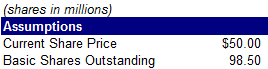 (shares in millions)
Assumptions
Current Share Price $50.00
Basic Shares Outstanding 98.50